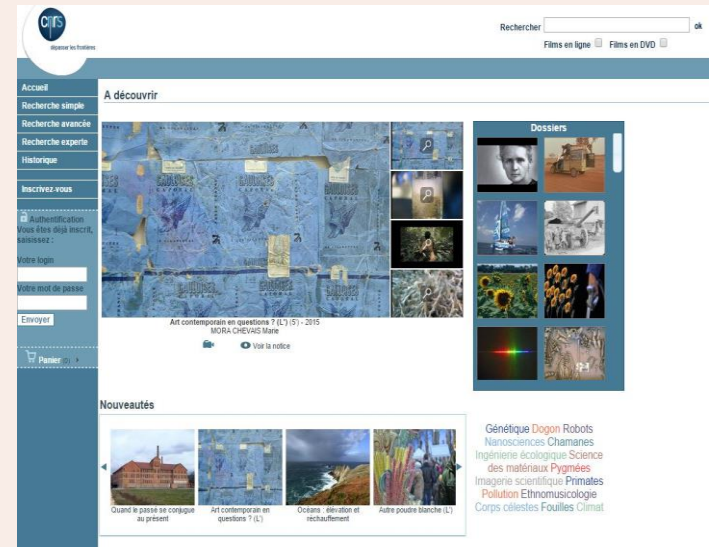 cnrs
dépasser les frontières
Rechercher ok
Films en ligne Films en DVD
Accueil
Recherche simple
Recherche avancée
Recherche experte
Historique
Inscrivez-vous
Authentification
Vous êtes déjà inscrit,
saisissez :
Votre login
Votre mot de passe
Envoyer
Panier (0)
A découvrir
GAULOISES
CAPORAL
Art contemporain en questions ? (L') (5') - 2015
MORA CHEVAIS Marie
Voir la notice
Dossiers
Nouveautés
Quand le passé se conjugue
au présent
Art contemporain en
questions ? (L')
Océans : élévation et
réchauffement
Autre poudre blanche (L')
Génétique Dogon Robots
Nanosciences Chamanes
Ingénierie écologique Science
des matériaux Pygmées
Imagerie scientifique Primates
Pollution Ethnomusicologie
Corps célestes Fouilles Climat